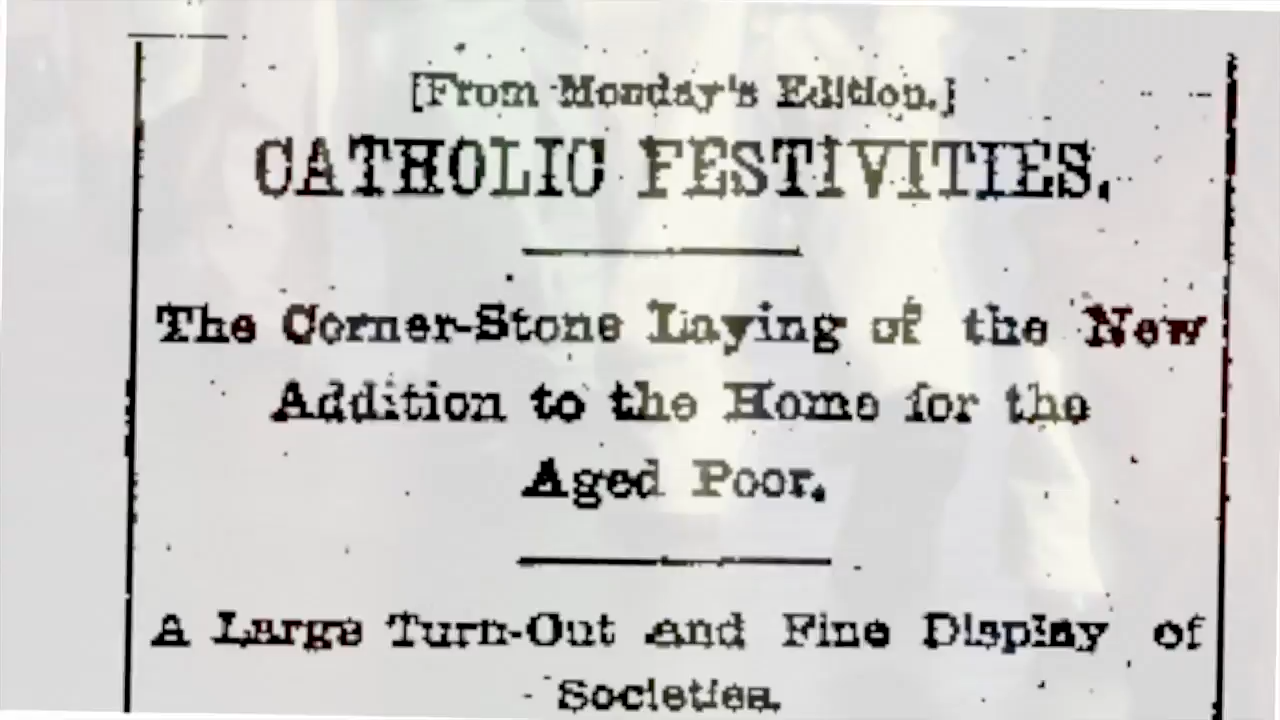 [From Monday's Edition.]
CATHOLIC FESTIVITIES.
The Corner-Stone Laying of the New
Addition to the Home for the
Aged Poor.
A Large Turn-Out and Fine Display of
Societies.